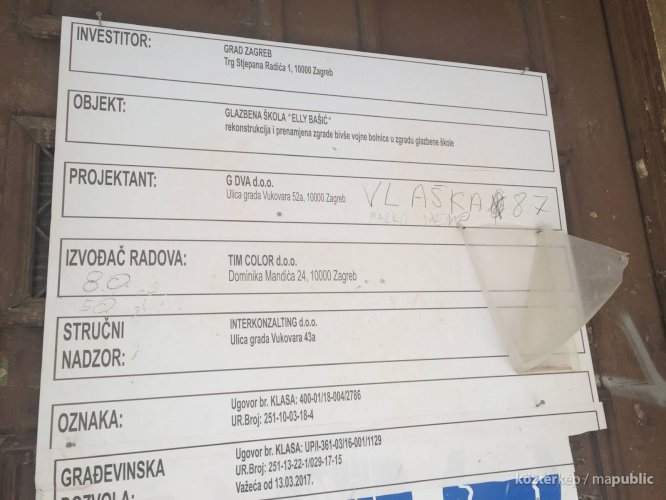 INVESTITOR:
GRAD ZAGREB
Trg Stjepana Radića 1, 10000 Zagreb
OBJEKT:
GLAZBENA ŠKOLA "ELLY BAŠIĆ"
rekonstrukcija i prenamjena zgrade bivše vojne bolnice u zgradu glazbene škole
PROJEKTANT:
G DVA d.o.o.
Ulica grada Vukovara 52a, 10000 Zagreb
VLAŠKA 87
IZVOĐAČ RADOVA:
80
50
TIM COLOR d.o.o.
Dominika Mandića 24, 10000 Zagreb
STRUČNI
NADZOR:
INTERKONZALTING d.o.o.
Ulica grada Vukovara 43a
OZNAKA:
Ugovor br. KLASA: 400-01/18-004/2786
UR.Broj: 251-10-03-18-4
GRAĐEVINSKA
DOZVOLA:
Ugovor br. KLASA: UP/I-361-03/16-001/1129
UR.Broj: 251-13-22-1/029-17-15
Važeća od 13.03.2017.
köztérkép / mapublic